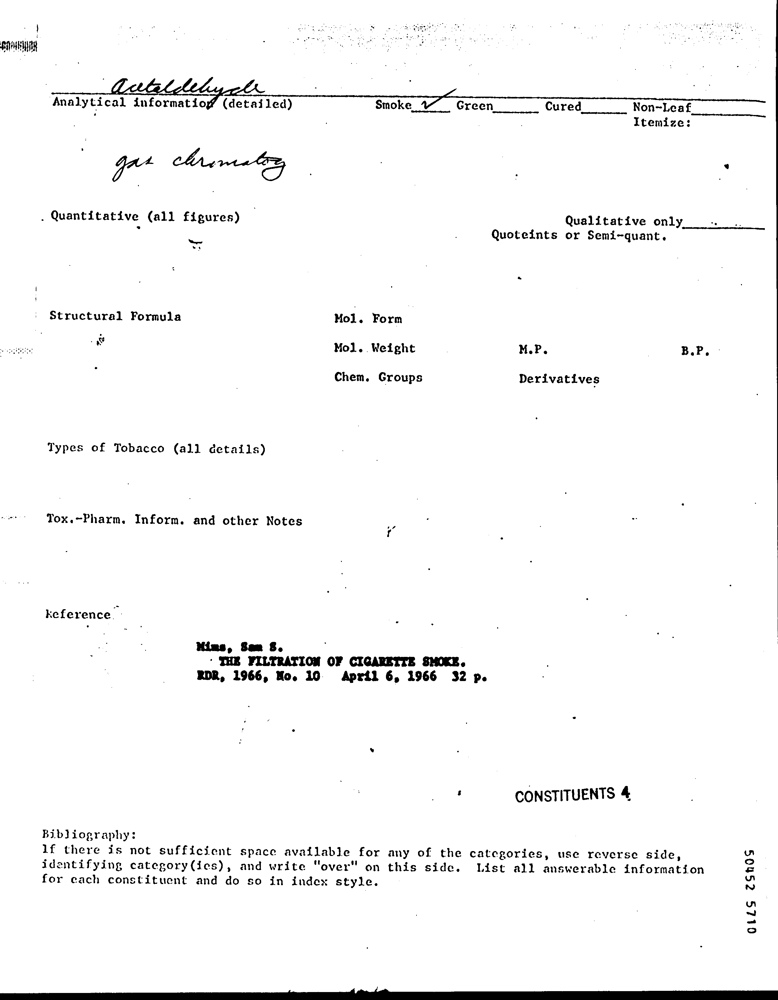 Acetaldehyde
Analytical information (detailed) Smoke ✓ Green Cured Non-Leaf
Itemize:
gas chromatog
Quantitative (all figures)
Qualitative only
Quoteints or Semi-quant.
Structural Formula Mol. Form
Mol. Weight M.P. B.P.
Chem. Groups Derivatives
Types of Tobacco (all details)
Tox.-Pharm. Inform. and other Notes
Reference
Mims, Sam S.
THE FILTRATION OF CIGARETTE SMOKE.
RDR, 1966, No. 10 April 6, 1966 32 p.
CONSTITUENTS 4
Bibliography:
If there is not sufficient space available for any of the categories, use reverse side,
identifying category(ies), and write "over" on this side. List all answerable information
for each constituent and do so in index style.
50452 5710